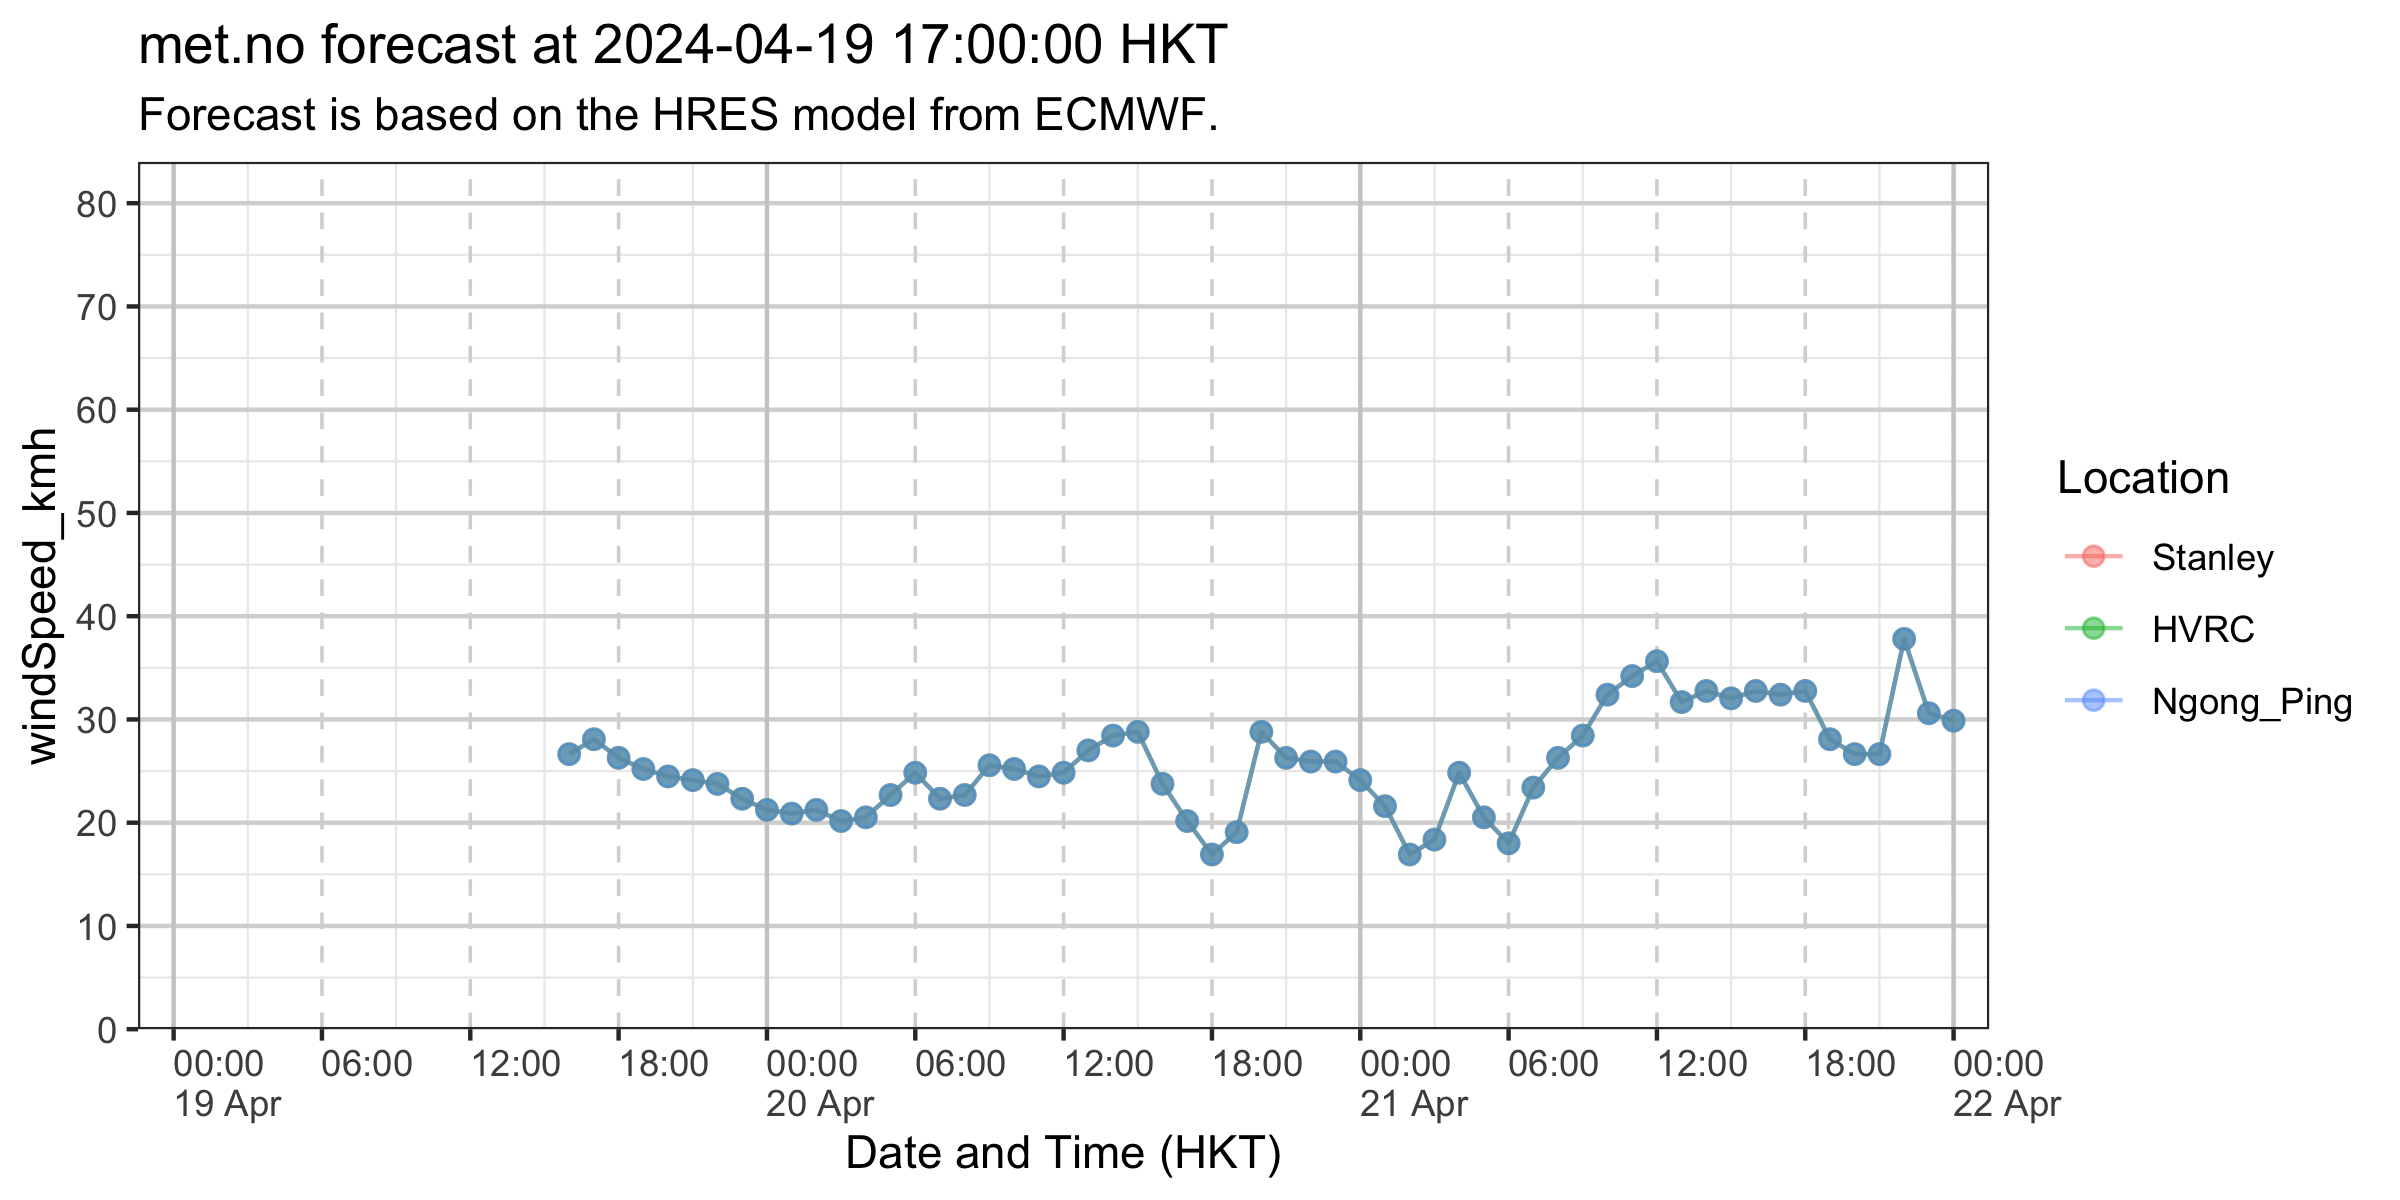 met.no forecast at 2024-04-19 17:00:00 HKT
Forecast is based on the HRES model from ECMWF.
windSpeed_kmh
80
70
60
50
40
30
20
10
0
00:00 06:00 12:00 18:00 00:00 06:00 12:00 18:00 00:00 06:00 12:00 18:00 00:00
19 Apr 20 Apr 21 Apr 22 Apr
Date and Time (HKT)
Location
Stanley
HVRC
Ngong_Ping